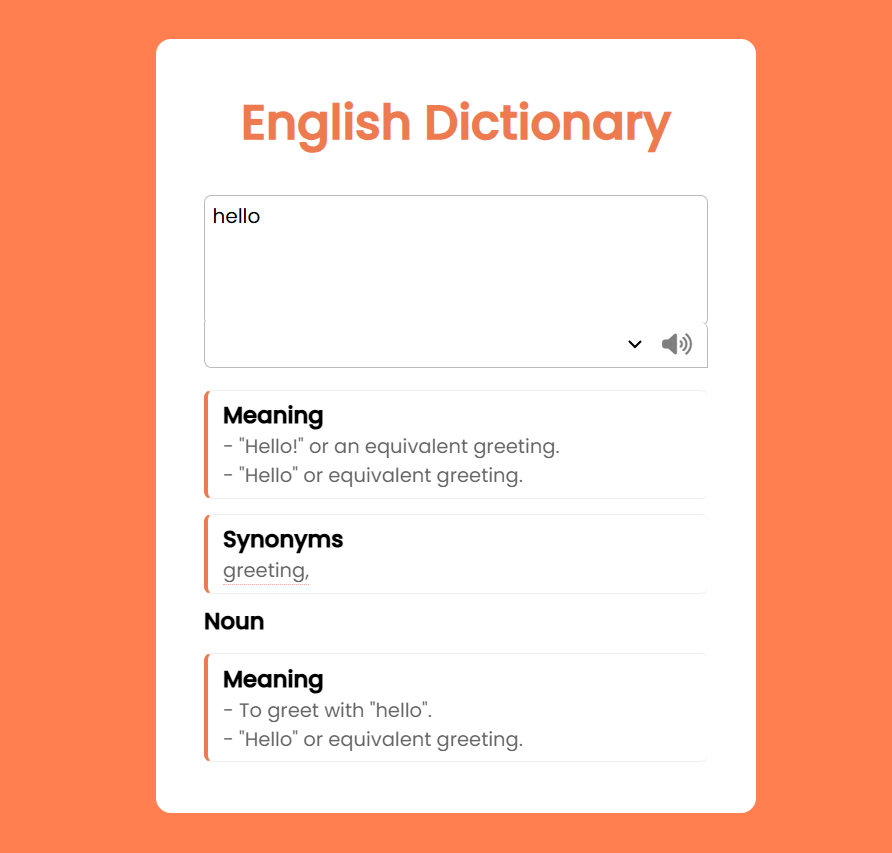 English Dictionary
hello
Meaning
- "Hello!" or an equivalent greeting.
- "Hello" or equivalent greeting.
Synonyms
greeting,
Noun
Meaning
- To greet with "hello".
- "Hello" or equivalent greeting.